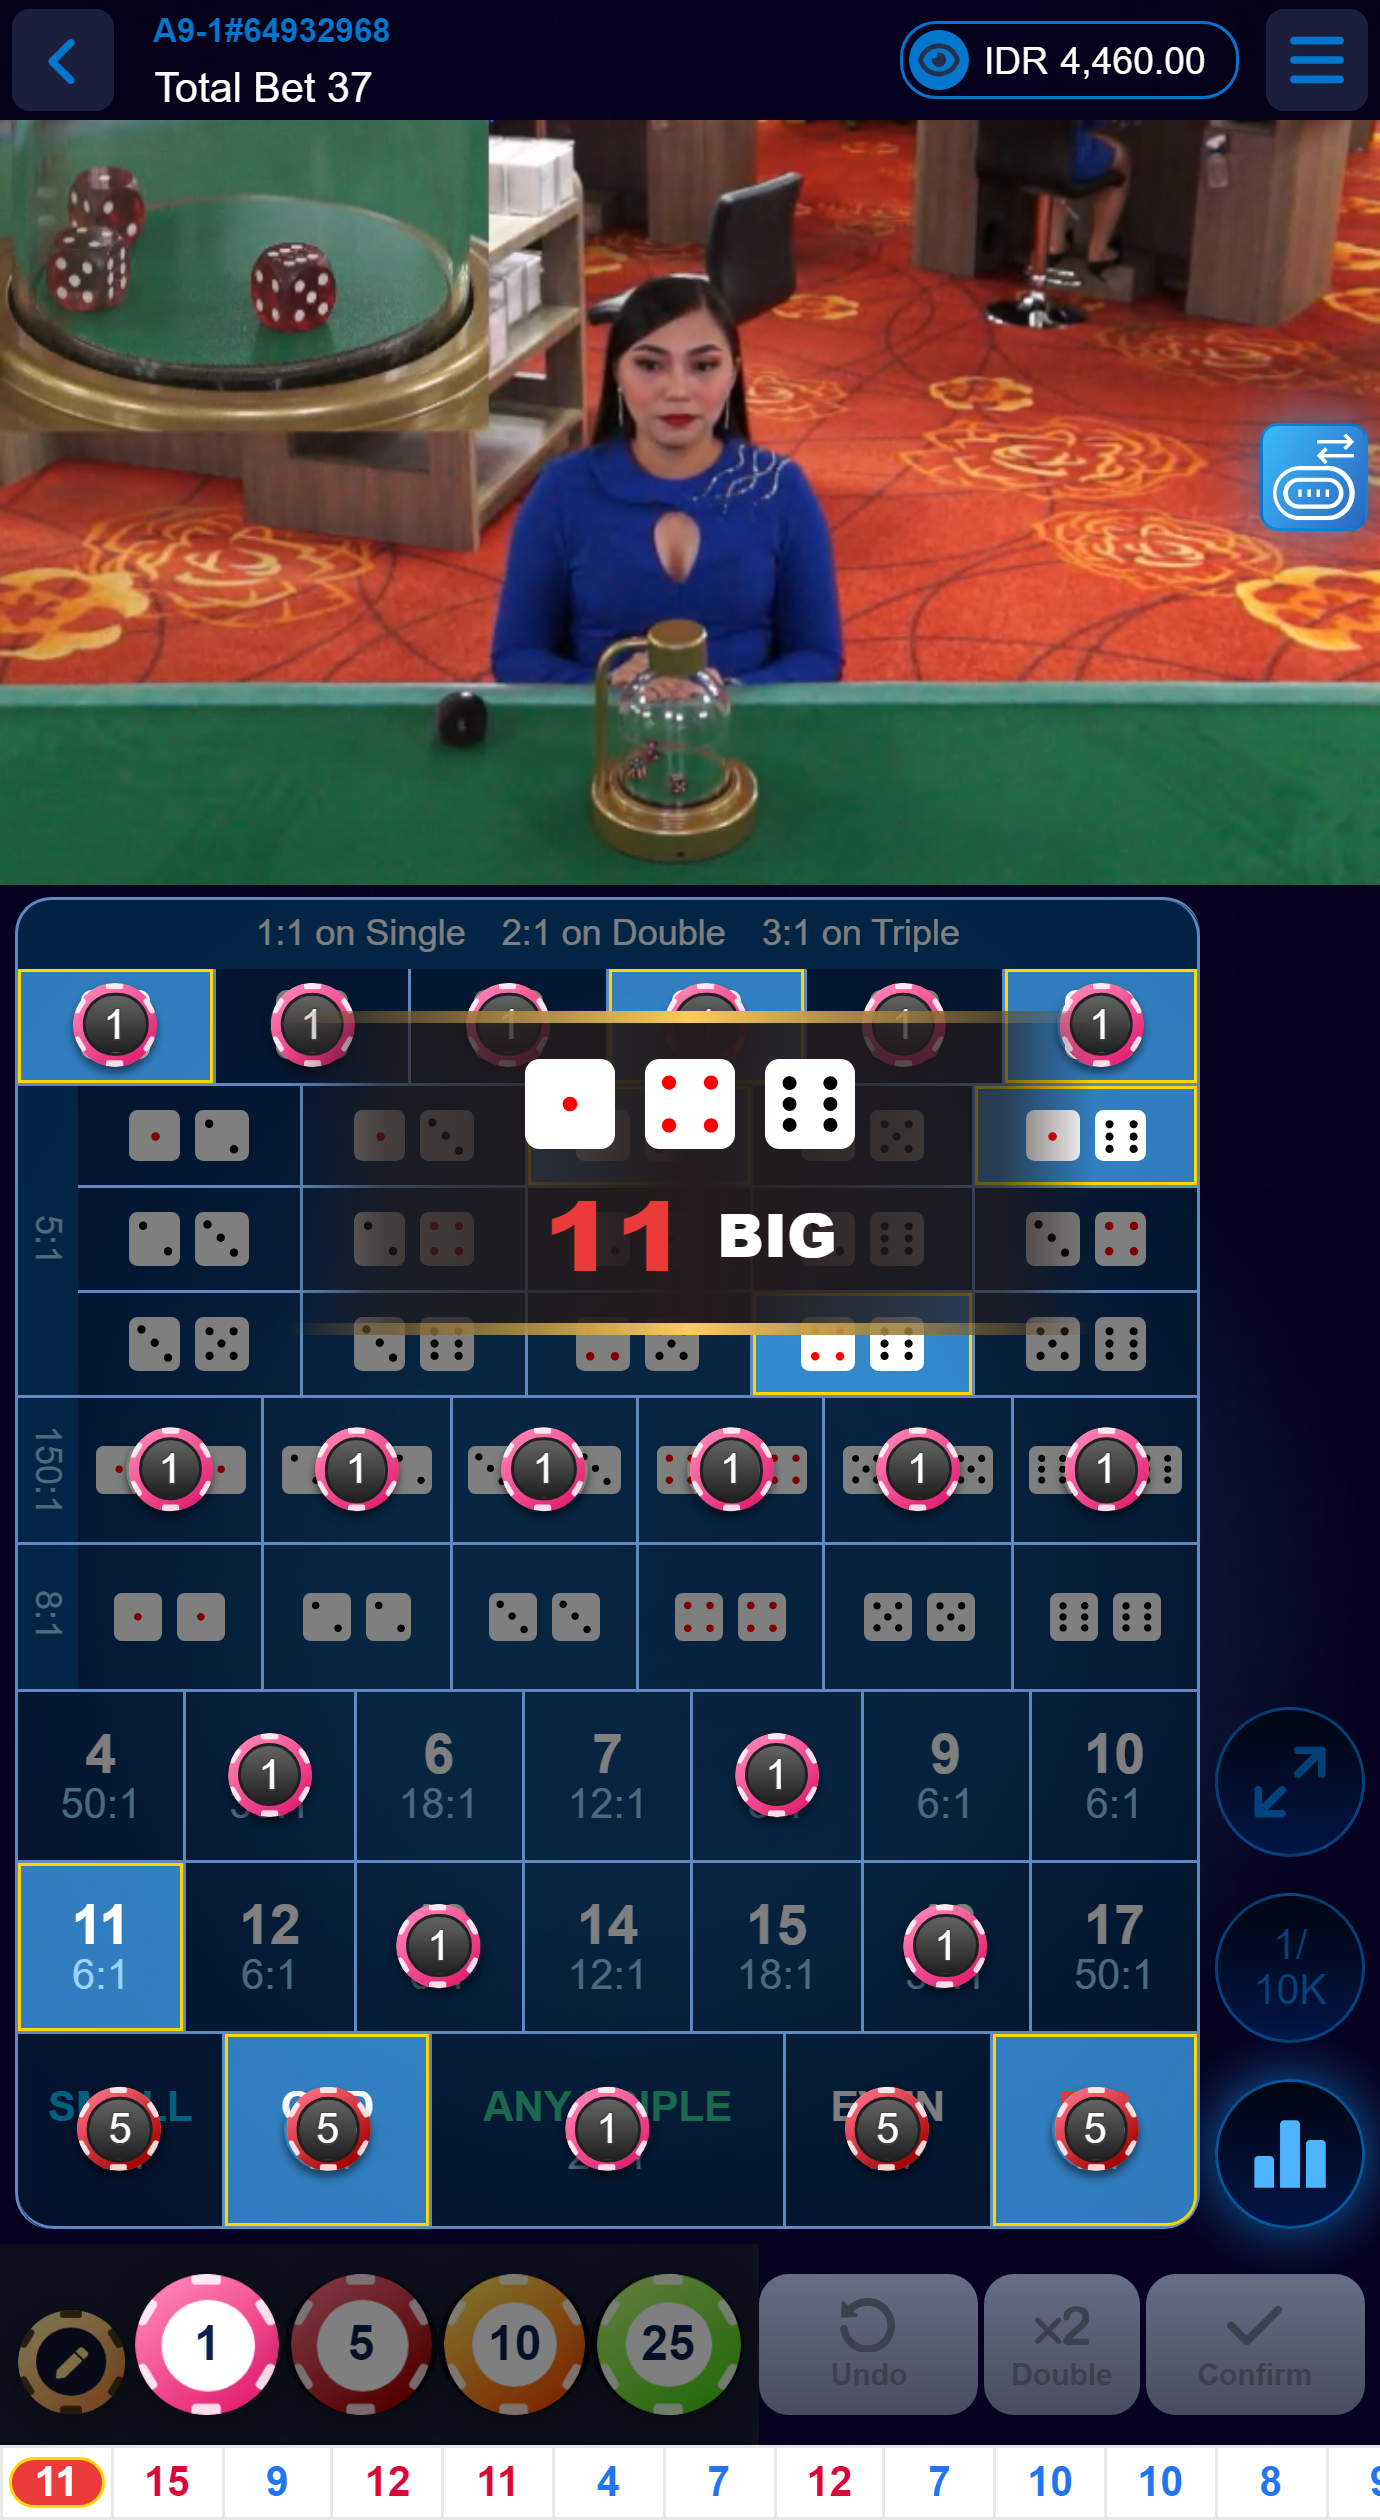 A9-1#64932968
Total Bet 37
IDR 4,460.00
1:1 on Single 2:1 on Double 3:1 on Triple
1 1 1
11 BIG
5:1
150:1
1 1 1 1 1 1
8:1
4 1 6 7 1 9 10
50:1 18:1 12:1 6:1 6:1
11 12 1 14 15 1 17
6:1 6:1 12:1 18:1 50:1
1/
10K
5 5 1 5 5
1 5 10 25
Undo
x2
Double
Confirm
11 15 9 12 11 4 7 12 7 10 10 8